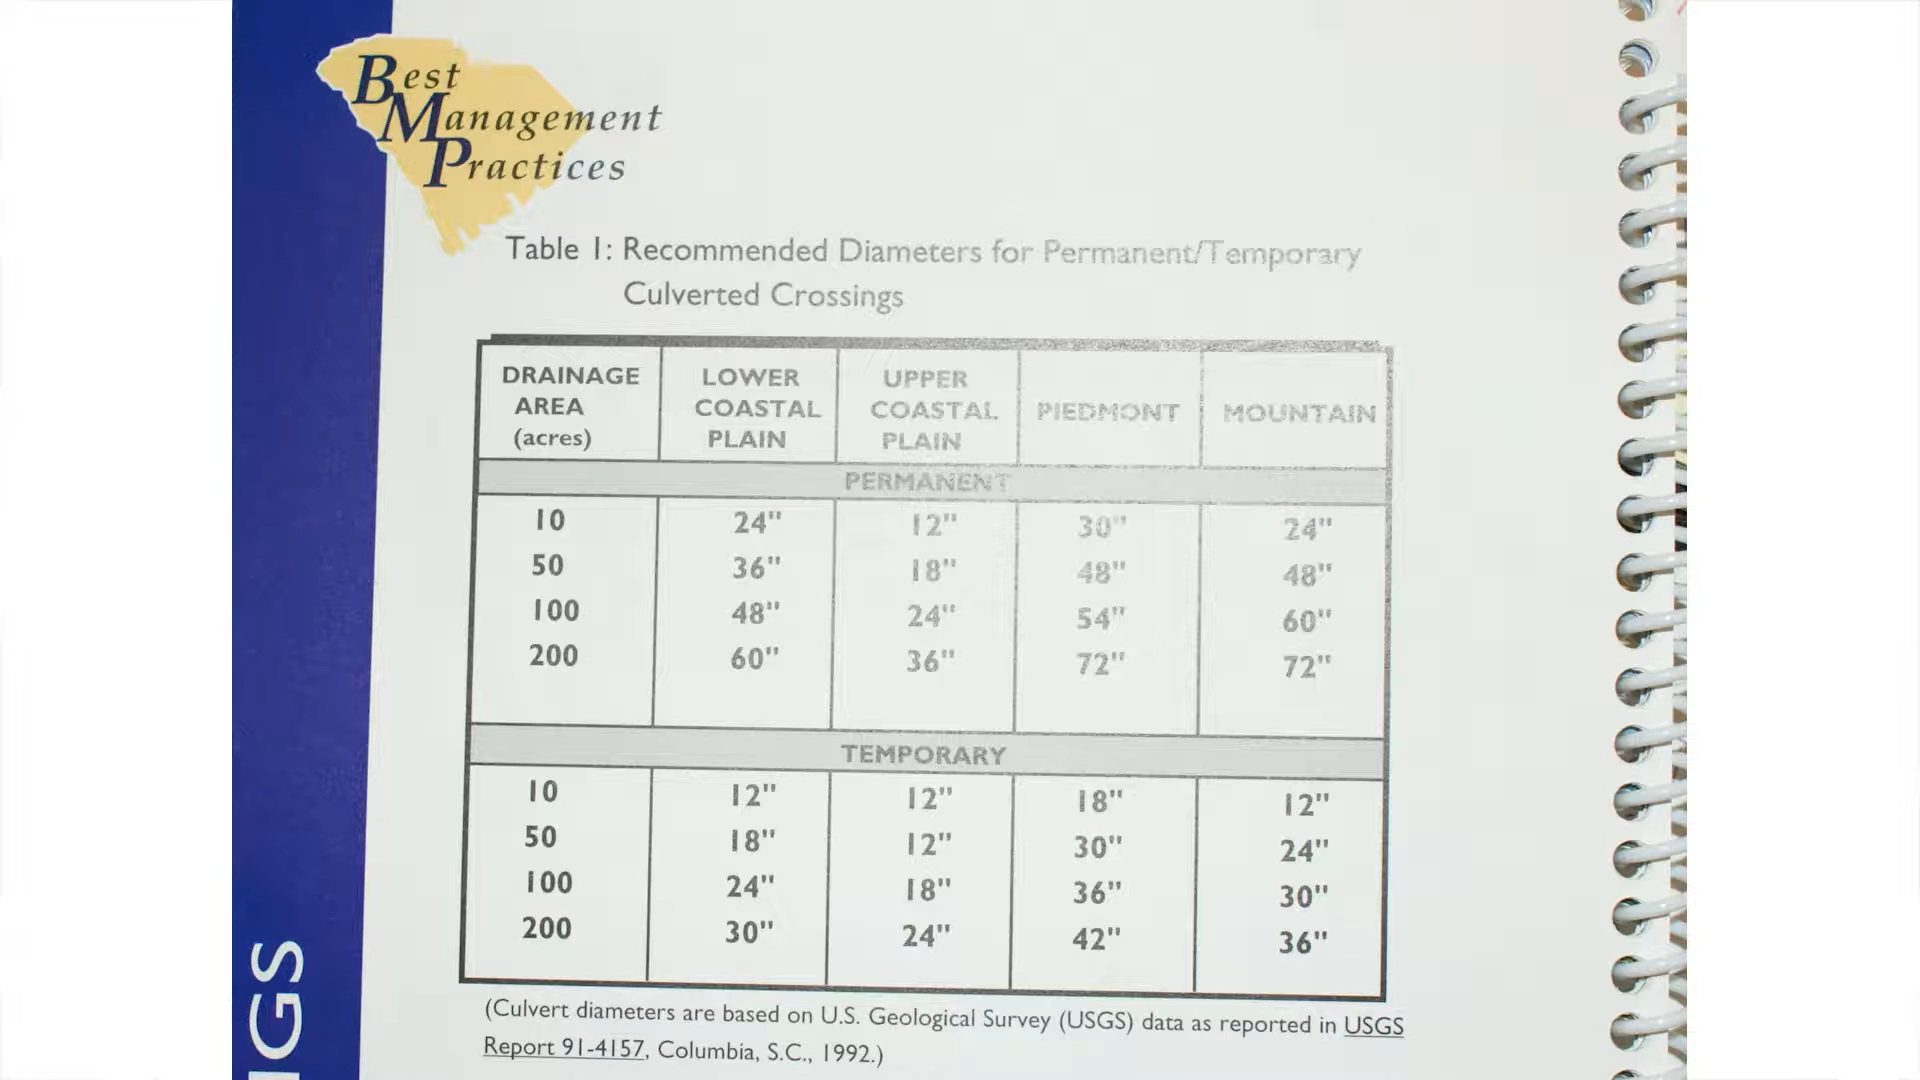 Best
Management
Practices
Table 1: Recommended Diameters for Permanent/Temporary
Culverted Crossings
DRAINAGE AREA (acres) LOWER COASTAL PLAIN UPPER COASTAL PLAIN PIEDMONT MOUNTAIN
PERMANENT
10 24" 12" 30" 24"
50 36" 18" 48" 48"
100 48" 24" 54" 60"
200 60" 36" 72" 72"
TEMPORARY
10 12" 12" 18" 12"
50 18" 12" 30" 24"
100 24" 18" 36" 30"
200 30" 24" 42" 36"
(Culvert diameters are based on U.S. Geological Survey (USGS) data as reported in USGS
Report 91-4157, Columbia, S.C., 1992.)